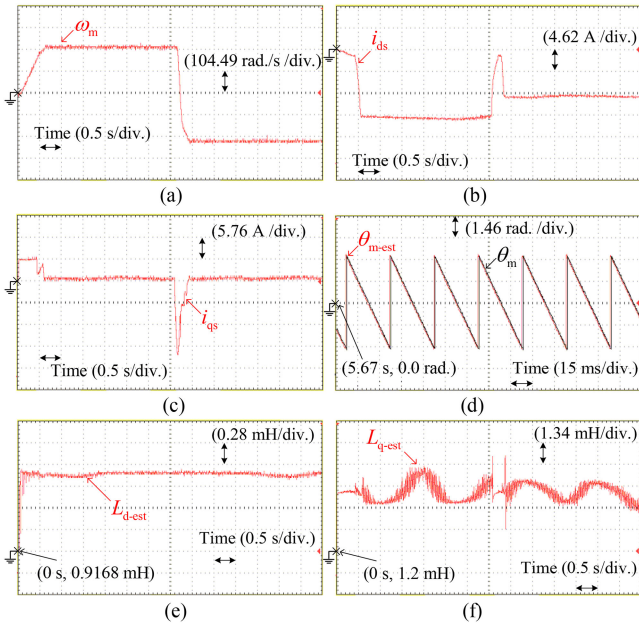 ωm
(104.49 rad./s /div.)
Time (0.5 s/div.)
(a)
ids
(4.62 A /div.)
Time (0.5 s/div.)
(b)
(5.76 A /div.)
iqs
Time (0.5 s/div.)
(c)
(1.46 rad. /div.)
θm-est
θm
(5.67 s, 0.0 rad.)
Time (15 ms/div.)
(d)
(0.28 mH/div.)
Ld-est
Time (0.5 s/div.)
(0 s, 0.9168 mH)
(e)
Lq-est
(1.34 mH/div.)
(0 s, 1.2 mH)
Time (0.5 s/div.)
(f)